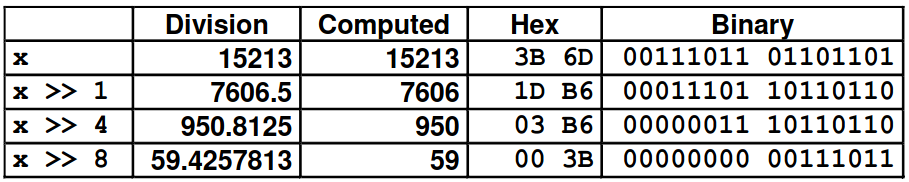 Division Computed Hex Binary
x 15213 15213 3B 6D 00111011 01101101
x >> 1 7606.5 7606 1D B6 00011101 10110110
x >> 4 950.8125 950 03 B6 00000011 10110110
x >> 8 59.4257813 59 00 3B 00000000 00111011